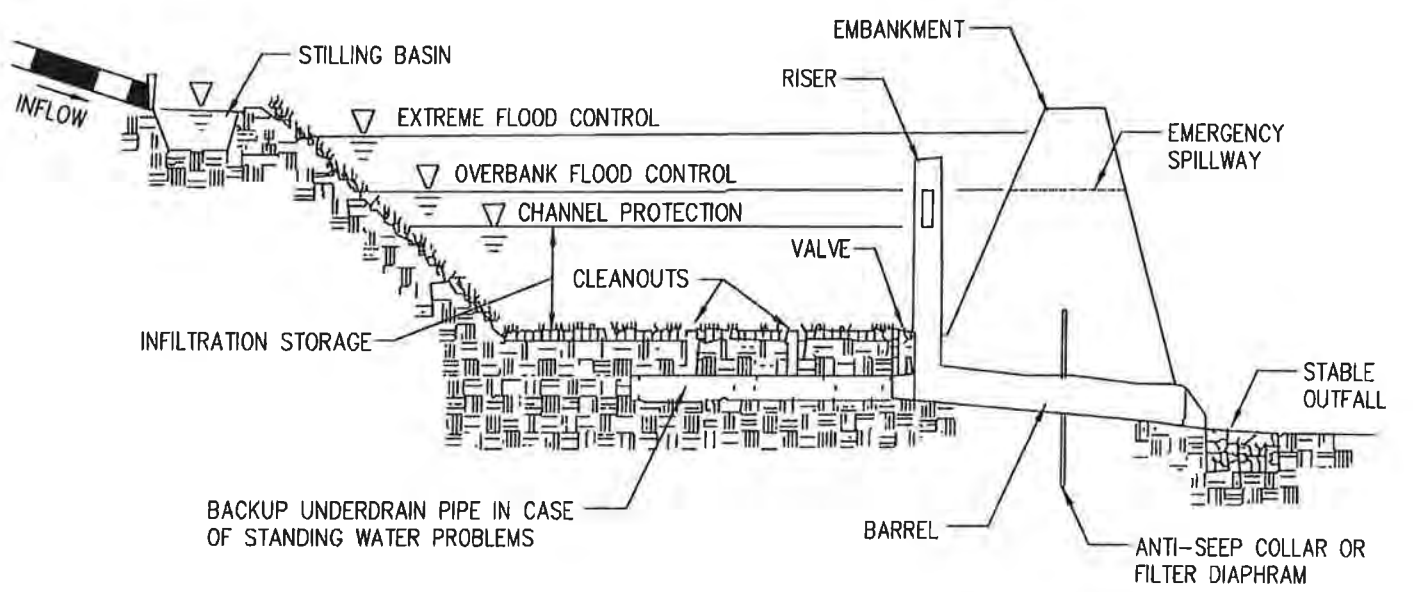 EMBANKMENT
STILLING BASIN
RISER
INFLOW
EXTREME FLOOD CONTROL
EMERGENCY
SPILLWAY
OVERBANK FLOOD CONTROL
CHANNEL PROTECTION
VALVE
CLEANOUTS
INFILTRATION STORAGE
STABLE
OUTFALL
BACKUP UNDERDRAIN PIPE IN CASE
OF STANDING WATER PROBLEMS
BARREL
ANTI-SEEP COLLAR OR
FILTER DIAPHRAM